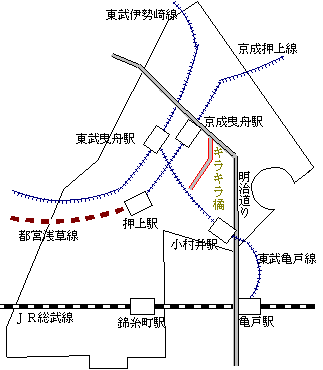 東武伊勢崎線
京成押上線
京成曳舟駅
東武曳舟駅
キラキラ橘
明治道り
押上駅
都営浅草線
小村井駅
東武亀戸線
ＪＲ総武線
錦糸町駅
亀戸駅